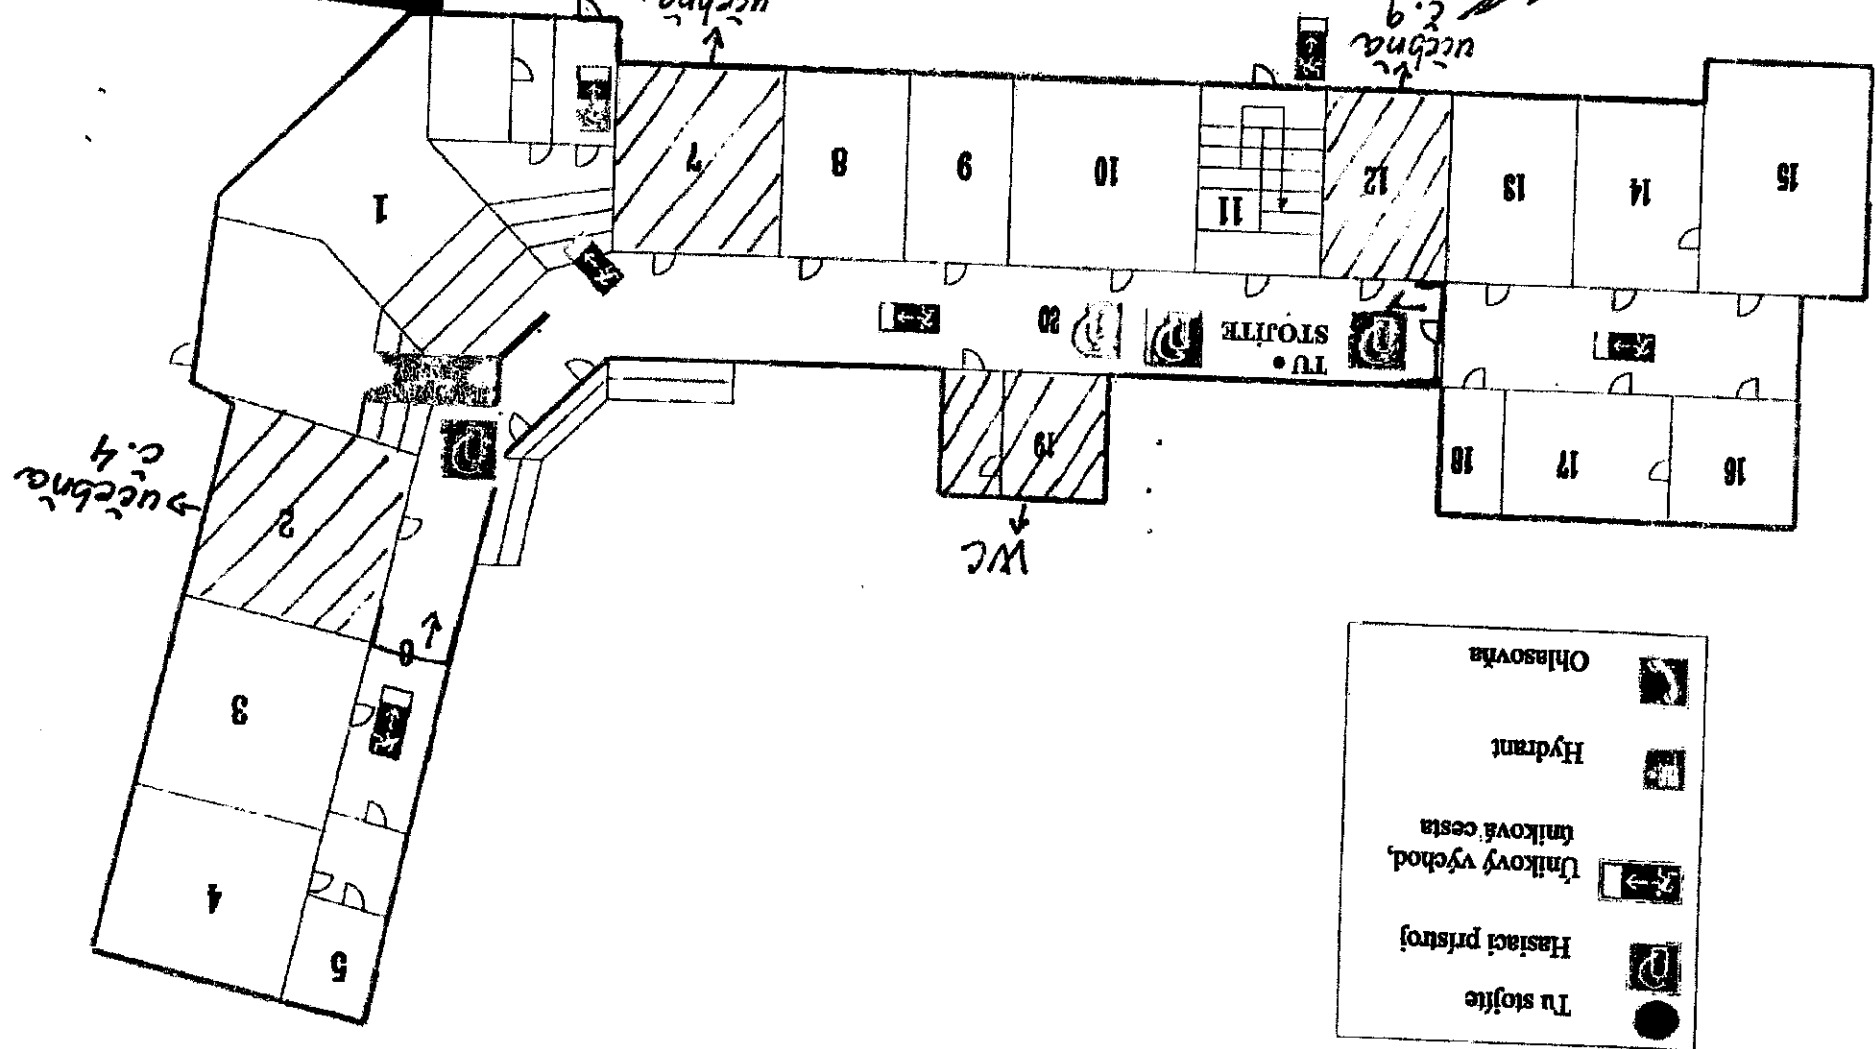 Tu stojíte
Hasiaci prístroj
Únikový východ,
úniková cesta
Hydrant
Ohlasovňa
5
4
3
6
WC
2
učebňa
č.4
16
17
18
19
TU •
STOJÍTE
20
15
14
13
12
11
10
9
8
7
1
učebňa
č.9
učebňa